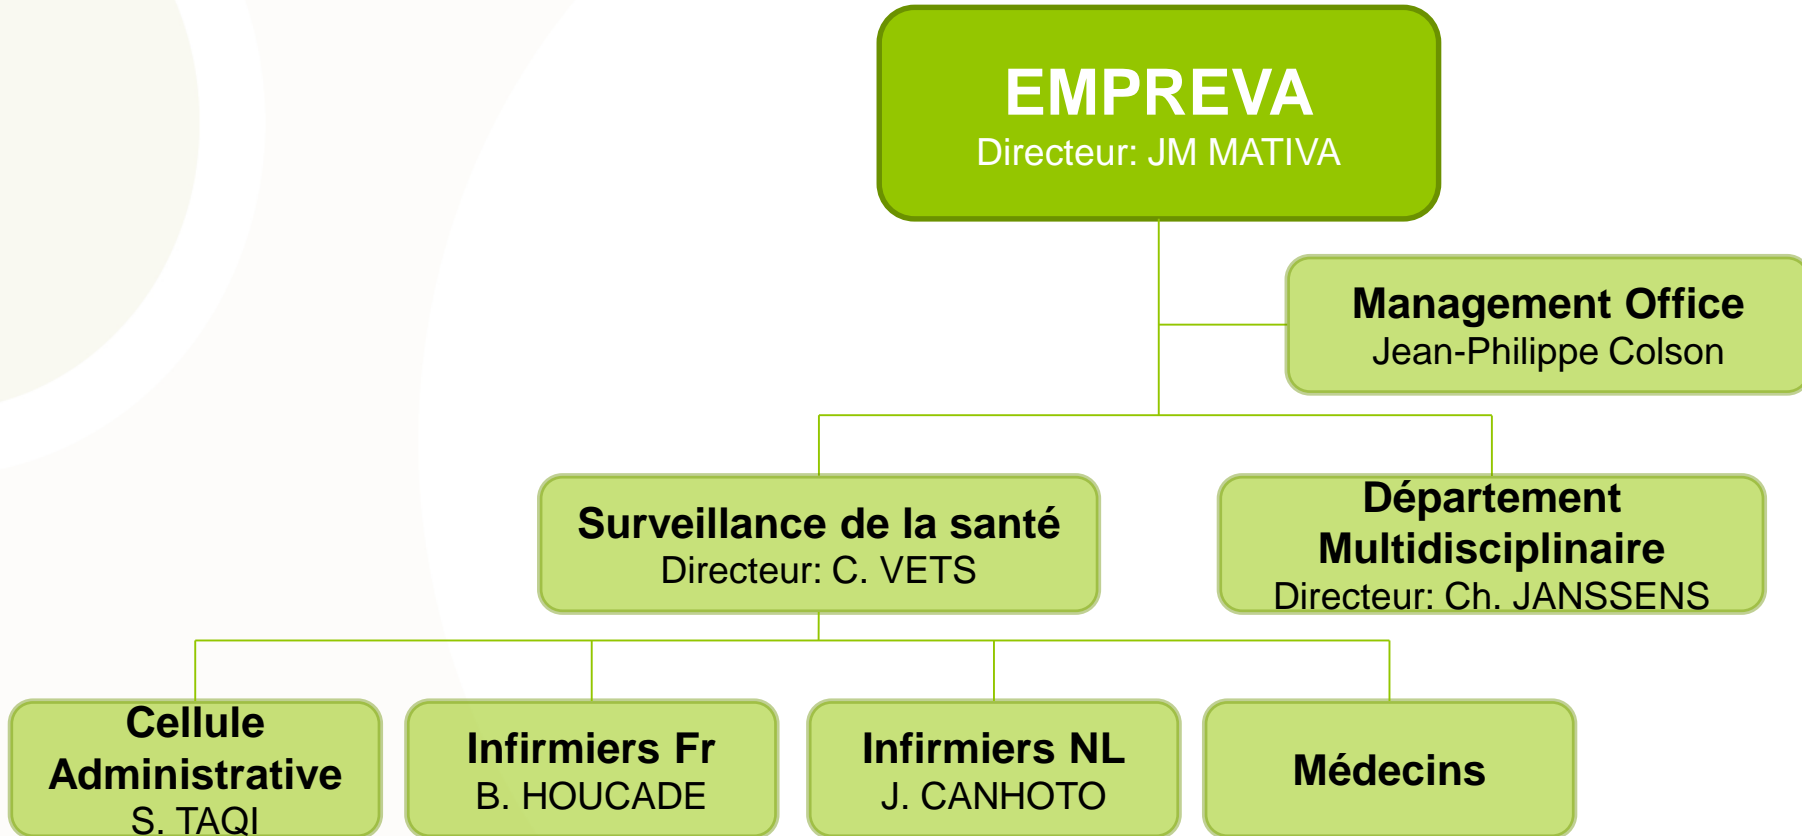 EMPREVA
Directeur: JM MATIVA
Management Office
Jean-Philippe Colson
Surveillance de la santé
Directeur: C. VETS
Département
Multidisciplinaire
Directeur: Ch. JANSSENS
Cellule
Administrative
S. TAQI
Infirmiers Fr
B. HOUCADE
Infirmiers NL
J. CANHOTO
Médecins